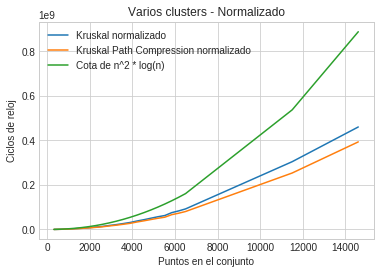 Varios clusters - Normalizado
1e9
Kruskal normalizado
Kruskal Path Compression normalizado
Cota de n^2 * log(n)
0.8
0.6
0.4
0.2
0.0
Ciclos de reloj
0 2000 4000 6000 8000 10000 12000 14000
Puntos en el conjunto